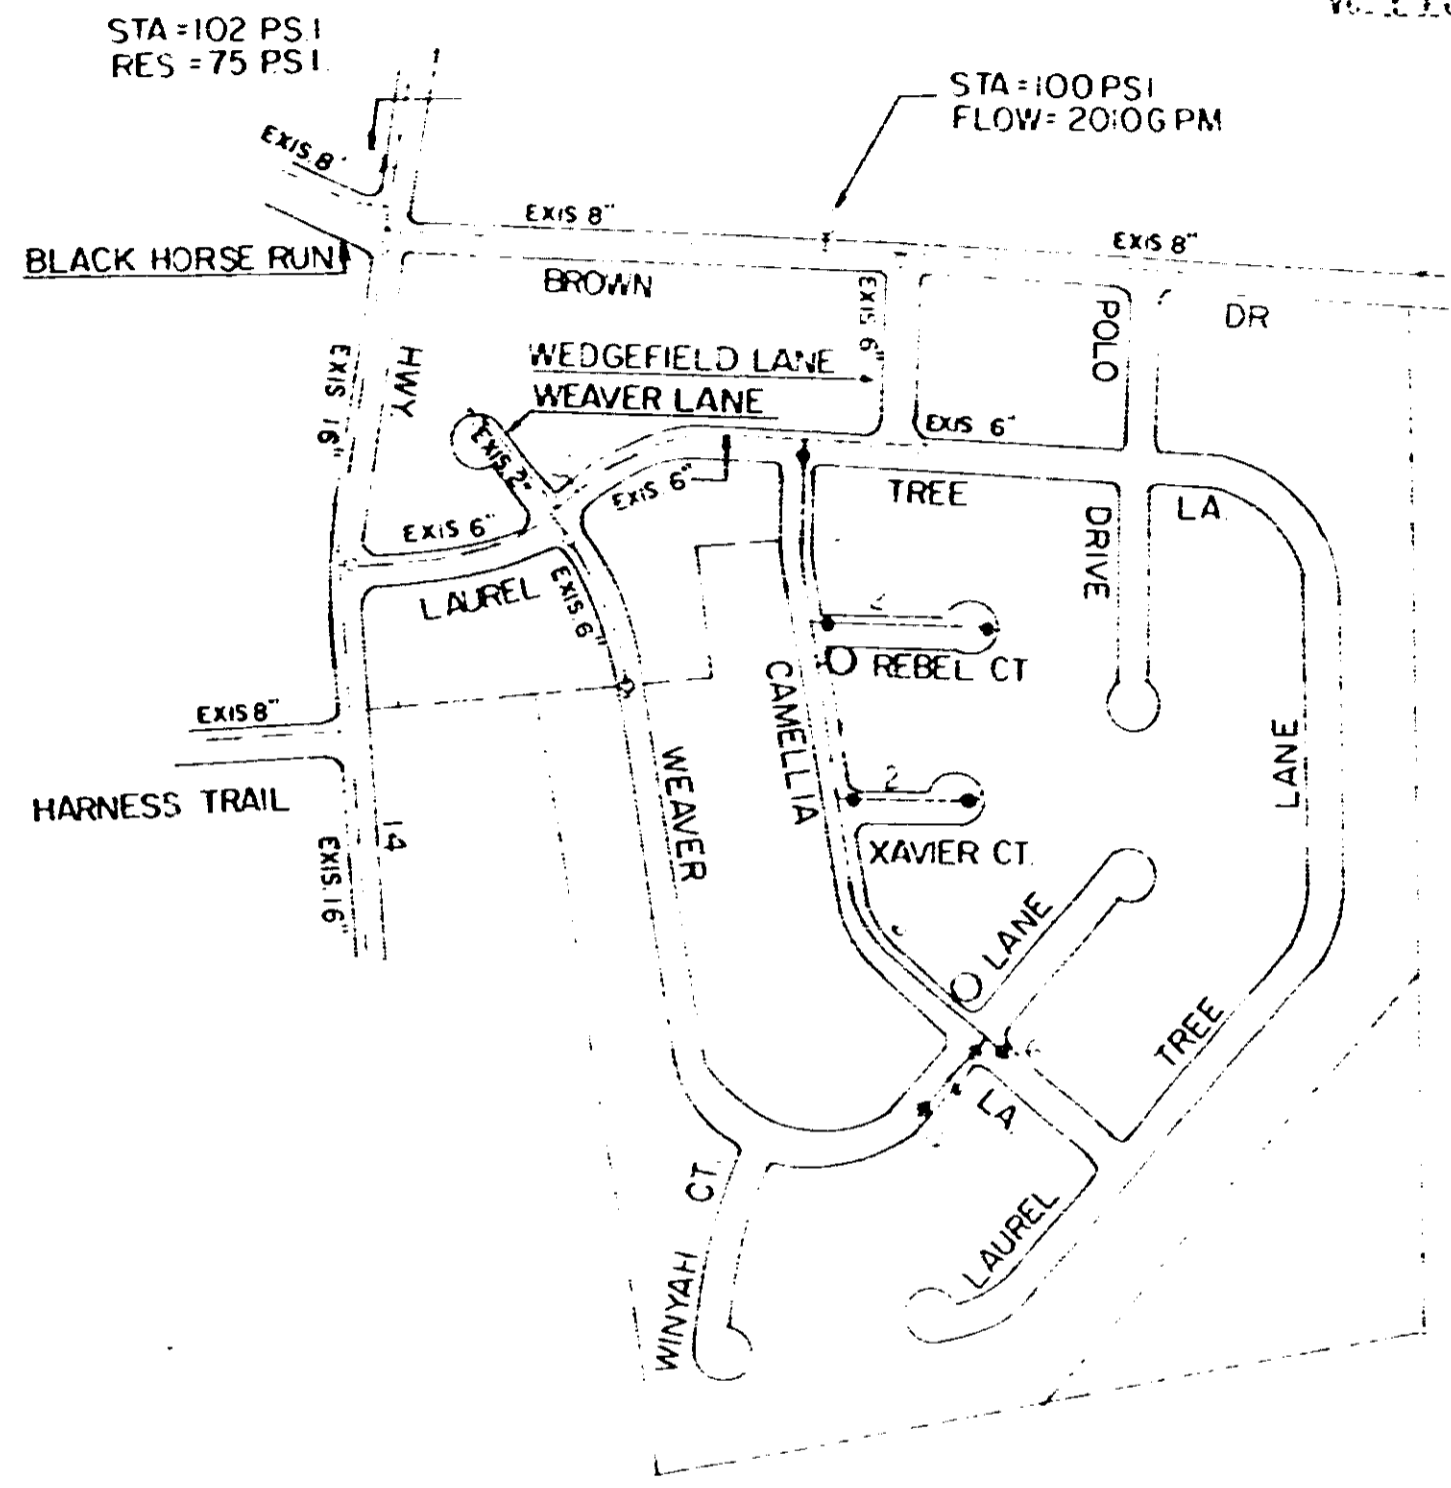 STA = 102 PSI
RES = 75 PSI.
STA = 100 PSI
FLOW = 2010 GPM
EXIS. 8"
EXIS 8"
EXIS 8"
BLACK HORSE RUN
BROWN
DR
EXIS 6"
POLO
HWY
EXIS 16"
WEDGEFIELD LANE
WEAVER LANE
EXIS 6"
EXIS. 2"
EXIS 6"
TREE
LA.
EXIS 6"
DRIVE
LAUREL
EXIS. 6"
2
REBEL CT
CAMELLIA
EXIS 8"
WEAVER
LANE
HARNESS TRAIL
14
2
EXIS. 16"
XAVIER CT.
LANE
TREE
6
LA.
CT.
LAUREL
WINYAH